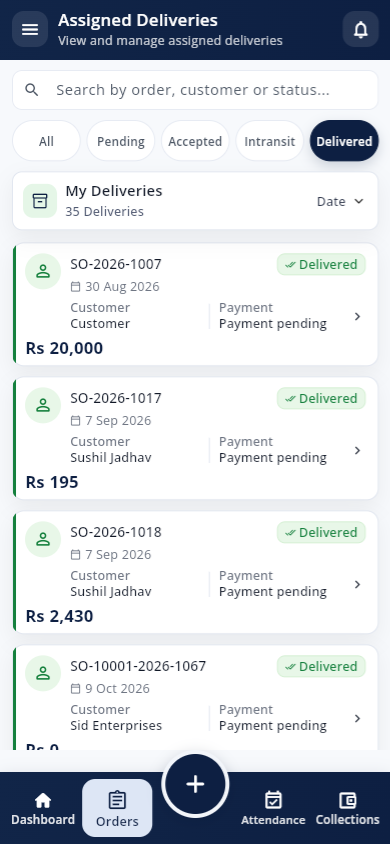 Assigned Deliveries
View and manage assigned deliveries
Search by order, customer or status...
All Pending Accepted Intransit Delivered
My Deliveries
35 Deliveries
Date
SO-2026-1007 Delivered
30 Aug 2026
Customer Payment
Customer Payment pending
Rs 20,000
SO-2026-1017 Delivered
7 Sep 2026
Customer Payment
Sushil Jadhav Payment pending
Rs 195
SO-2026-1018 Delivered
7 Sep 2026
Customer Payment
Sushil Jadhav Payment pending
Rs 2,430
SO-10001-2026-1067 Delivered
9 Oct 2026
Customer Payment
Sid Enterprises Payment pending
Dashboard Orders Attendance Collections